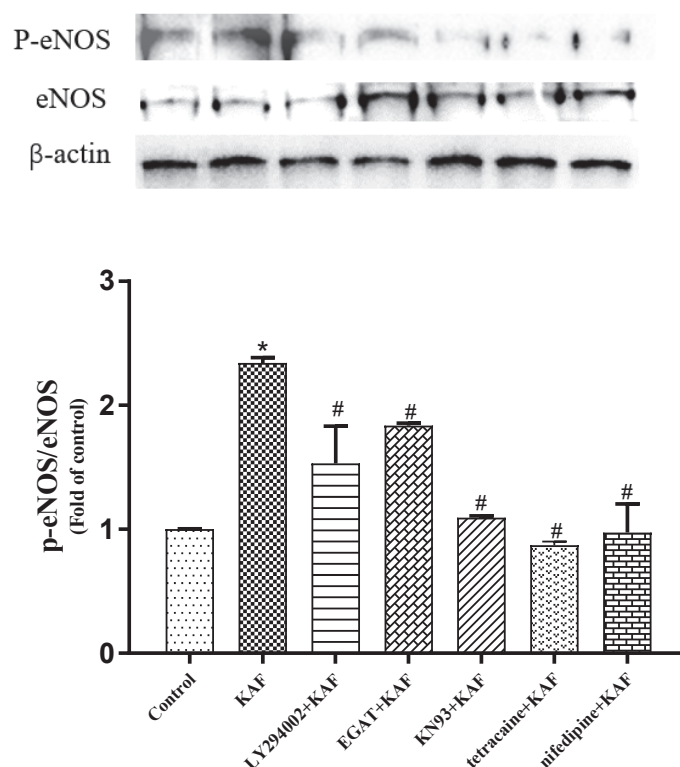 P-eNOS
eNOS
β-actin
3
2
1
0
p-eNOS/eNOS
(Fold of control)
*
#
#
#
#
#
Control
KAF
LY294002+KAF
EGAT+KAF
KN93+KAF
tetracaine+KAF
nifedipine+KAF